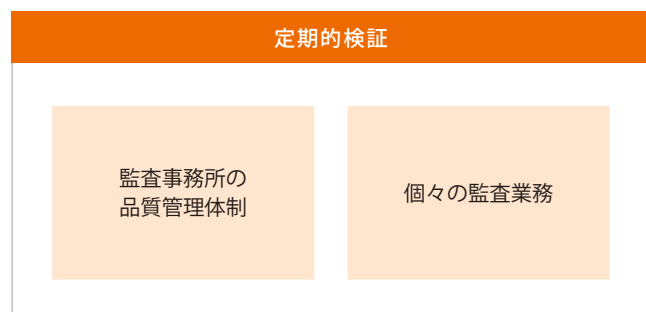 定期的検証
監査事務所の
品質管理体制
個々の監査業務